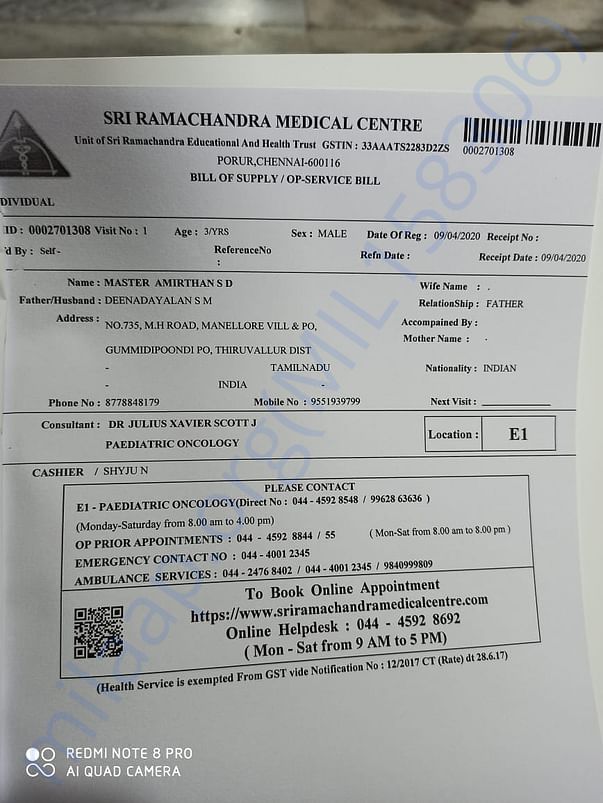 SRI RAMACHANDRA MEDICAL CENTRE
Unit of Sri Ramachandra Educational And Health Trust GSTIN : 33AAATS2283D2ZS
0002701308
PORUR,CHENNAI-600116
BILL OF SUPPLY / OP-SERVICE BILL
DIVIDUAL
ID : 0002701308 Visit No : 1 Age : 3/YRS Sex : MALE Date Of Reg : 09/04/2020 Receipt No :
'd By : Self - ReferenceNo : Refn Date : Receipt Date : 09/04/2020
Name : MASTER AMIRTHAN S D Wife Name : .
Father/Husband : DEENADAYALAN S M RelationShip : FATHER
Address : NO.735, M.H ROAD, MANELLORE VILL & PO, Accompained By :
GUMMIDIPOONDI PO, THIRUVALLUR DIST Mother Name : .
- TAMILNADU Nationality : INDIAN
- INDIA -
Phone No : 8778848179 Mobile No : 9551939799 Next Visit :
Consultant : DR JULIUS XAVIER SCOTT J
PAEDIATRIC ONCOLOGY
Location : E1
CASHIER / SHYJU N
PLEASE CONTACT
E1 - PAEDIATRIC ONCOLOGY(Direct No : 044 - 4592 8548 / 99628 63636 )
(Monday-Saturday from 8.00 am to 4.00 pm)
OP PRIOR APPOINTMENTS : 044 - 4592 8844 / 55 ( Mon-Sat from 8.00 am to 8.00 pm )
EMERGENCY CONTACT NO : 044 - 4001 2345
AMBULANCE SERVICES : 044 - 2476 8402 / 044 - 4001 2345 / 9840999809
To Book Online Appointment
https://www.sriramachandramedicalcentre.com
Online Helpdesk : 044 - 4592 8692
( Mon - Sat from 9 AM to 5 PM)
(Health Service is exempted From GST vide Notification No : 12/2017 CT (Rate) dt 28.6.17)
milaap.org(MIL1583206)
REDMI NOTE 8 PRO
AI QUAD CAMERA